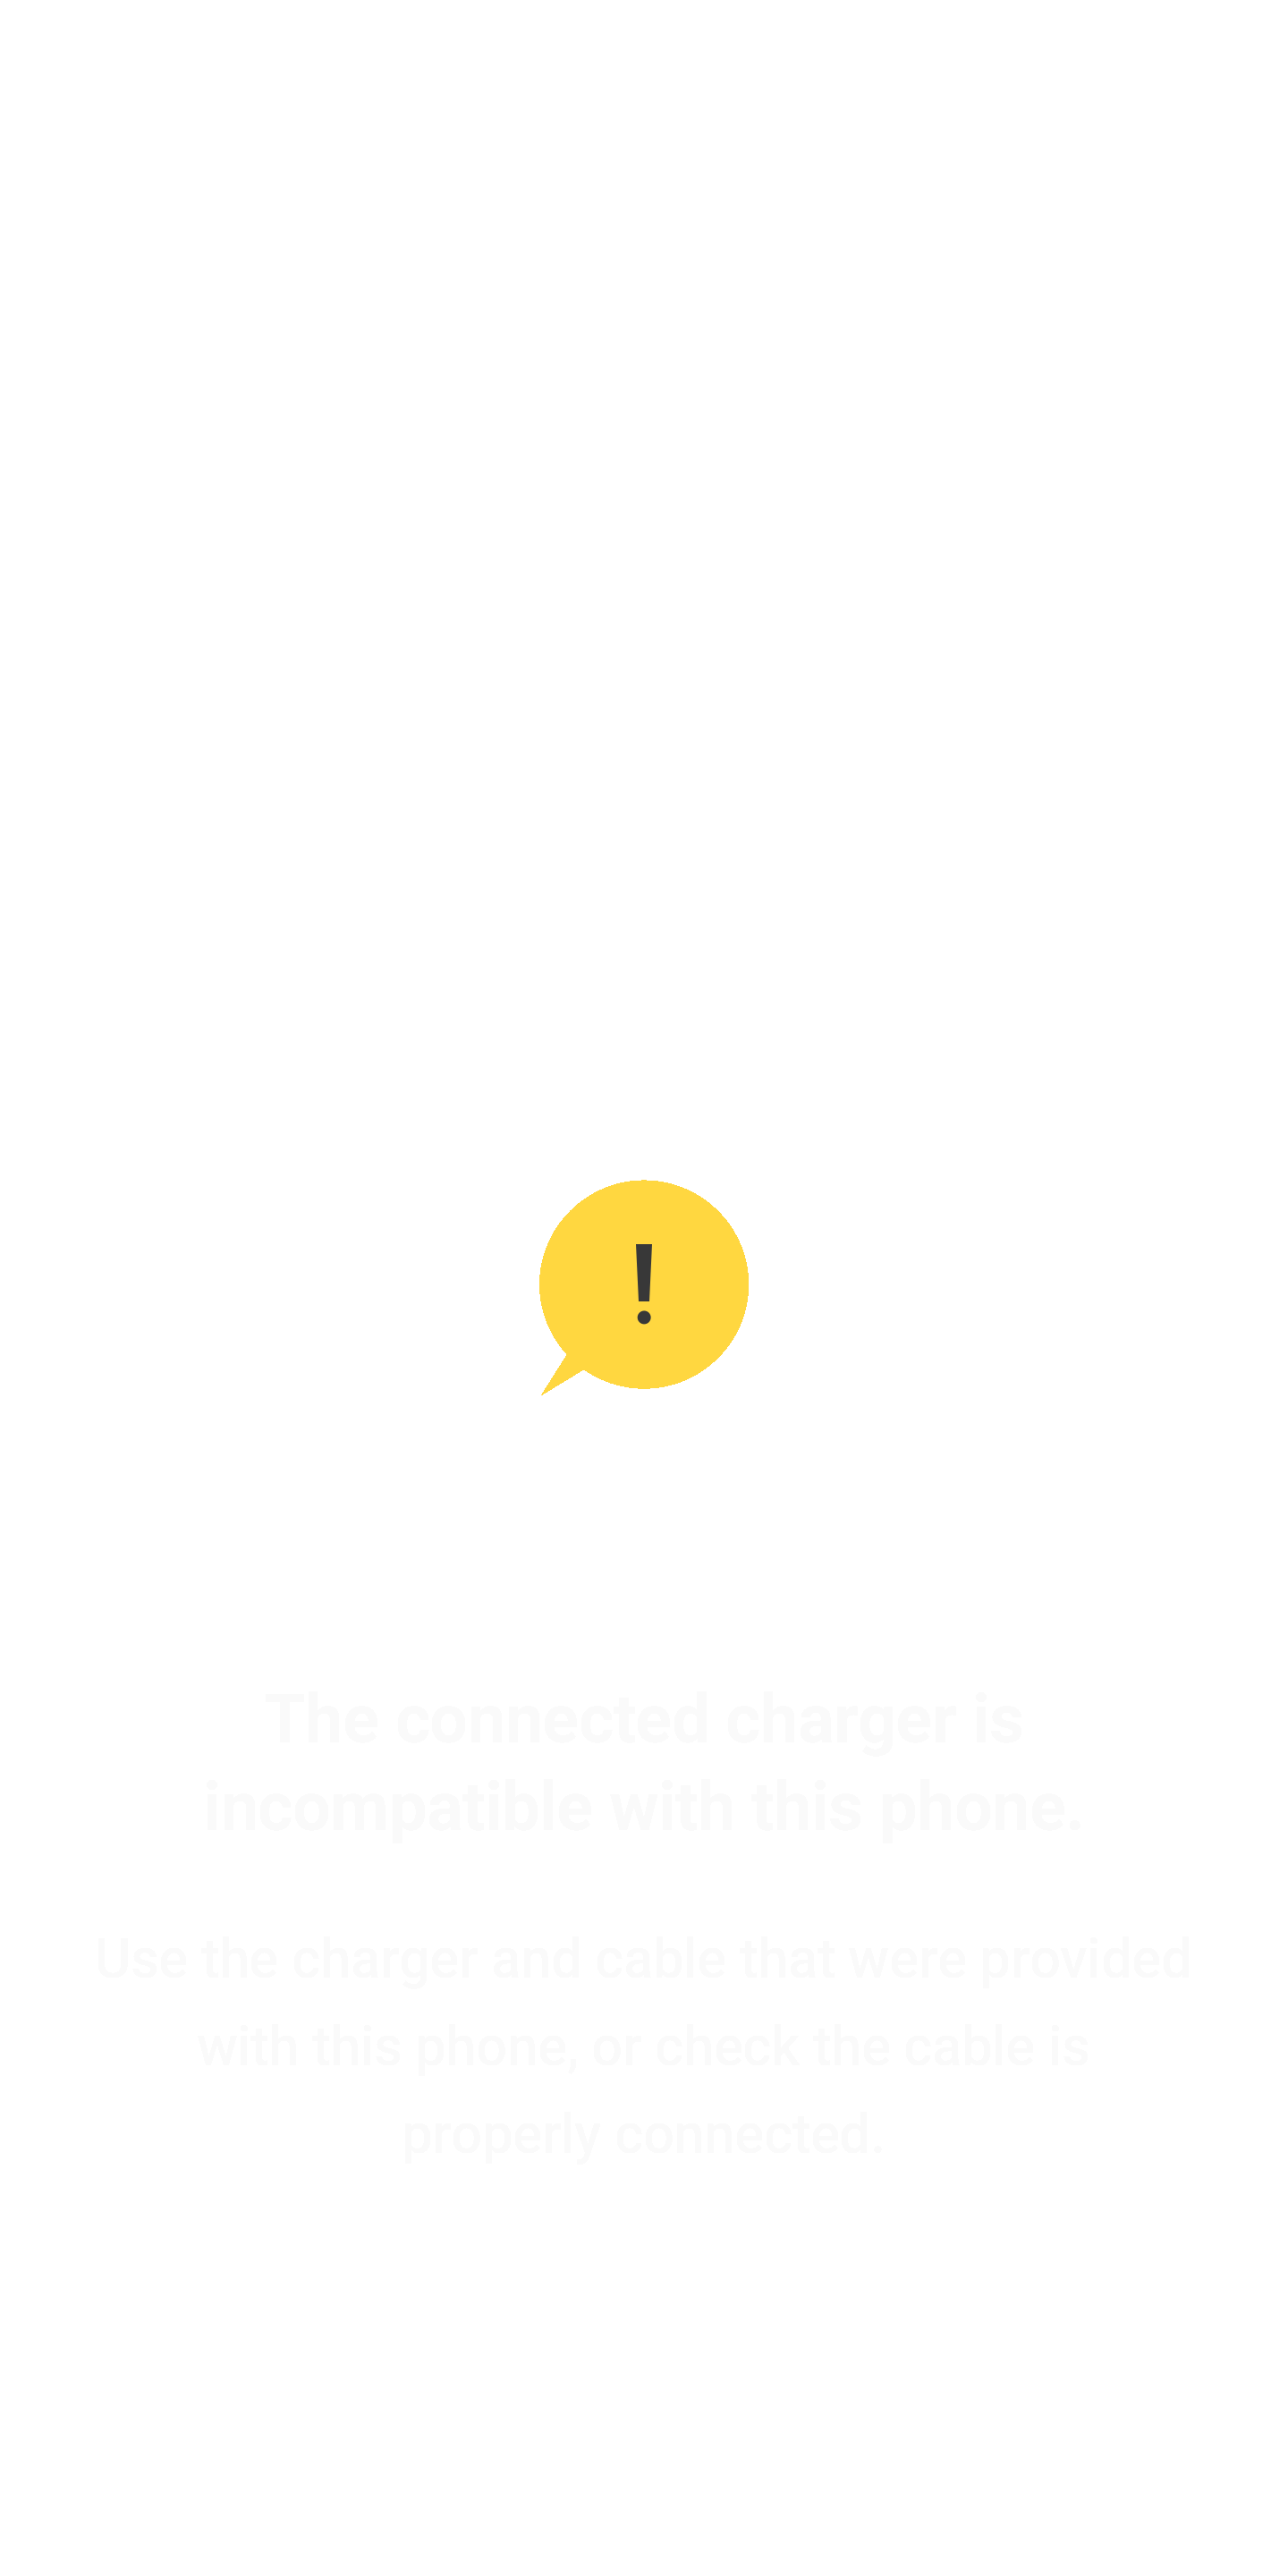 !
The connected charger is
incompatible with this phone.
Use the charger and cable that were provided
with this phone, or check the cable is
properly connected.